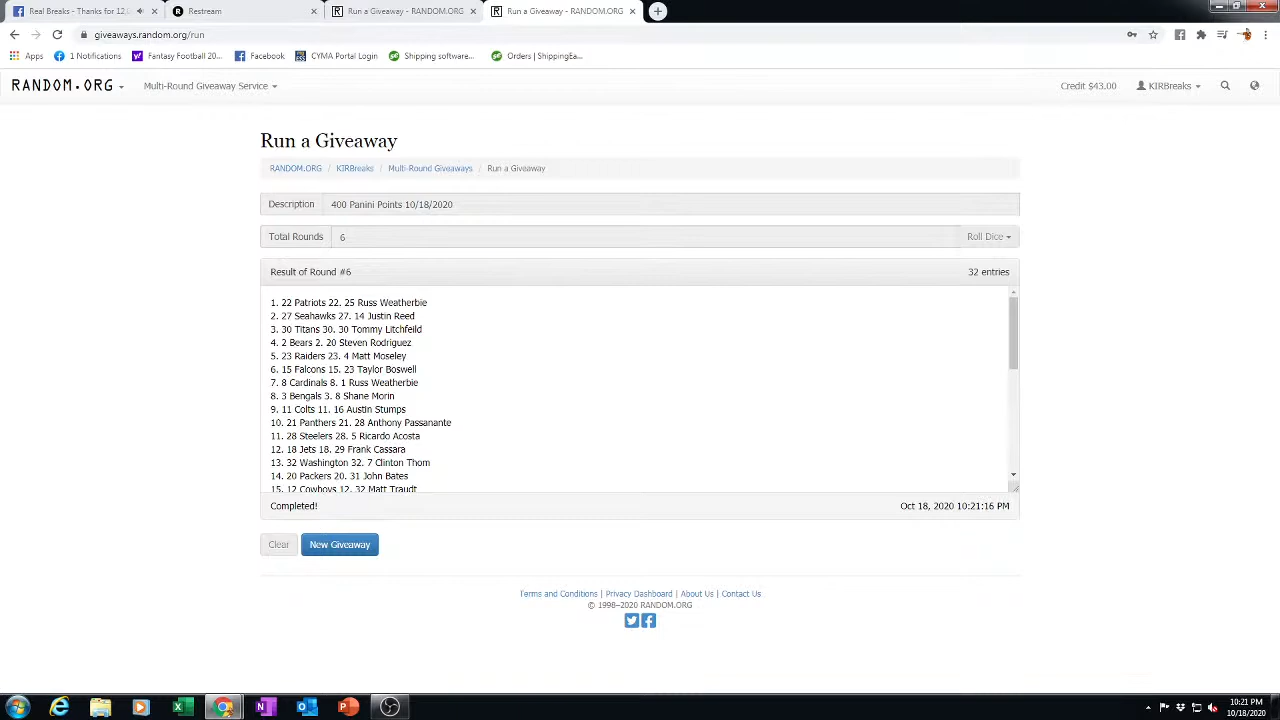 Real Breaks - Thanks for 12,
Restream
Run a Giveaway - RANDOM.ORG
Run a Giveaway - RANDOM.ORG
giveaways.random.org/run
Apps
1 Notifications
Fantasy Football '20...
Facebook
CYMA Portal Login
Shipping software...
Orders | ShippingEa...
RANDOM.ORG
Multi-Round Giveaway Service
Credit $43.00
KIRBreaks
Run a Giveaway
RANDOM.ORG / KIRBreaks / Multi-Round Giveaways / Run a Giveaway
Description 400 Panini Points 10/18/2020
Total Rounds 6 Roll Dice
Result of Round #6 32 entries
1. 22 Patriots 22. 25 Russ Weatherbie
2. 27 Seahawks 27. 14 Justin Reed
3. 30 Titans 30. 30 Tommy Litchfeild
4. 2 Bears 2. 20 Steven Rodriguez
5. 23 Raiders 23. 4 Matt Moseley
6. 15 Falcons 15. 23 Taylor Boswell
7. 8 Cardinals 8. 1 Russ Weatherbie
8. 3 Bengals 3. 8 Shane Morin
9. 11 Colts 11. 16 Austin Stumps
10. 21 Panthers 21. 28 Anthony Passanante
11. 28 Steelers 28. 5 Ricardo Acosta
12. 18 Jets 18. 29 Frank Cassara
13. 32 Washington 32. 7 Clinton Thom
14. 20 Packers 20. 31 John Bates
15. 12 Cowboys 12. 32 Matt Traudt
Completed! Oct 18, 2020 10:21:16 PM
Clear
New Giveaway
Terms and Conditions | Privacy Dashboard | About Us | Contact Us
© 1998–2020 RANDOM.ORG
10:21 PM
10/18/2020